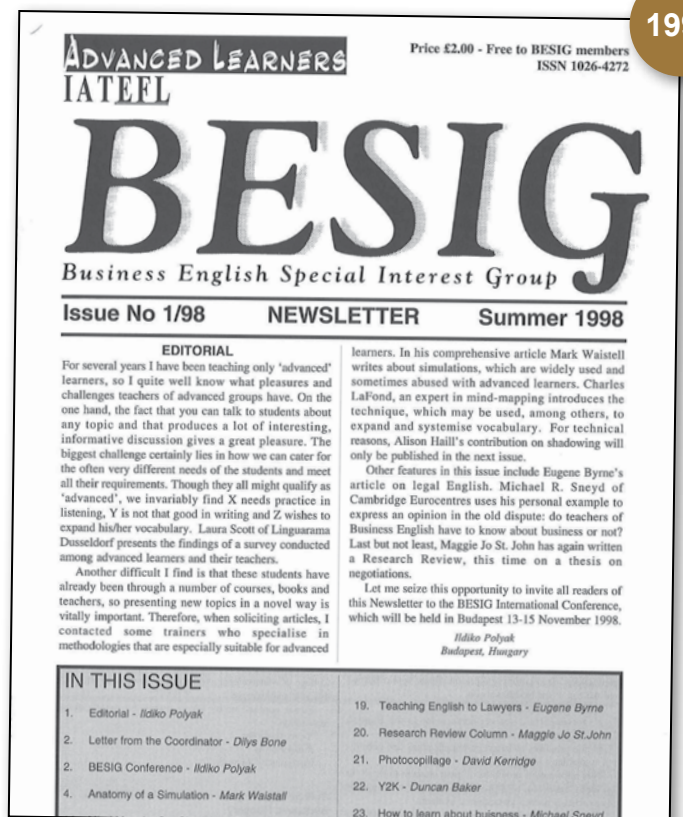 199
ADVANCED LEARNERS
Price £2.00 - Free to BESIG members
ISSN 1026-4272
IATEFL
BESIG
Business English Special Interest Group
Issue No 1/98 NEWSLETTER Summer 1998
EDITORIAL
For several years I have been teaching only 'advanced'
learners, so I quite well know what pleasures and
challenges teachers of advanced groups have. On the
one hand, the fact that you can talk to students about
any topic and that produces a lot of interesting,
informative discussion gives a great pleasure. The
biggest challenge certainly lies in how we can cater for
the often very different needs of the students and meet
all their requirements. Though they all might qualify as
'advanced', we invariably find X needs practice in
listening, Y is not that good in writing and Z wishes to
expand his/her vocabulary. Laura Scott of Linguarama
Dusseldorf presents the findings of a survey conducted
among advanced learners and their teachers.
Another difficult I find is that these students have
already been through a number of courses, books and
teachers, so presenting new topics in a novel way is
vitally important. Therefore, when soliciting articles, I
contacted some trainers who specialise in
methodologies that are especially suitable for advanced
learners. In his comprehensive article Mark Waistell
writes about simulations, which are widely used and
sometimes abused with advanced learners. Charles
LaFond, an expert in mind-mapping introduces the
technique, which may be used, among others, to
expand and systemise vocabulary. For technical
reasons, Alison Haill's contribution on shadowing will
only be published in the next issue.
Other features in this issue include Eugene Byrne's
article on legal English. Michael R. Sneyd of
Cambridge Eurocentres uses his personal example to
express an opinion in the old dispute: do teachers of
Business English have to know about business or not?
Last but not least, Maggie Jo St. John has again written
a Research Review, this time on a thesis on
negotiations.
Let me seize this opportunity to invite all readers of
this Newsletter to the BESIG International Conference,
which will be held in Budapest 13-15 November 1998.
Ildiko Polyak
Budapest, Hungary
IN THIS ISSUE
1. Editorial - Ildiko Polyak
2. Letter from the Coordinator - Dilys Bone
2. BESIG Conference - Ildiko Polyak
4. Anatomy of a Simulation - Mark Waistall
19. Teaching English to Lawyers - Eugene Byrne
20. Research Review Column - Maggie Jo St.John
21. Photocopillage - David Kerridge
22. Y2K - Duncan Baker
23. How to learn about buisness - Michael Sneyd